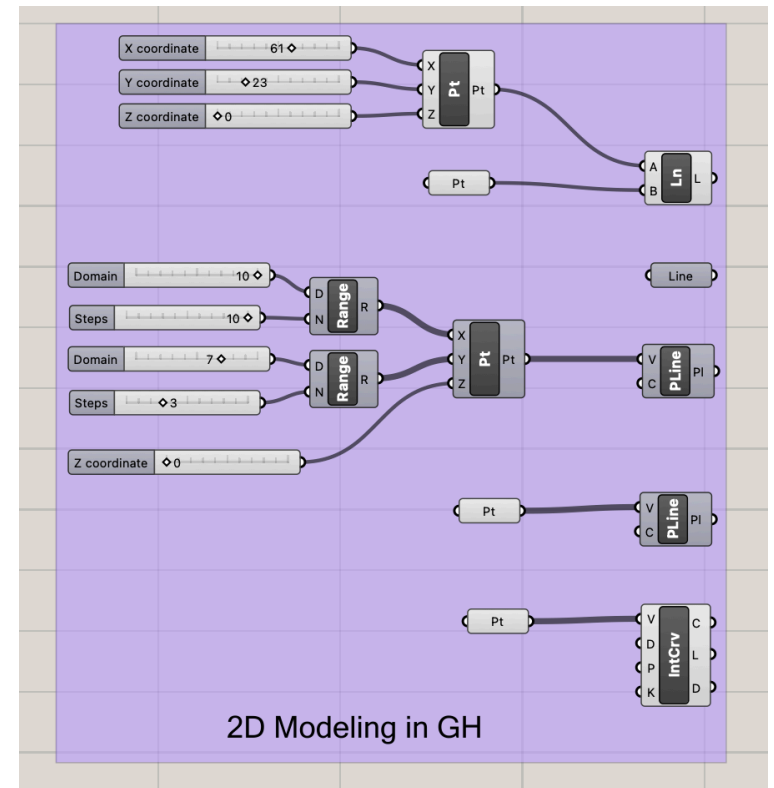 X coordinate 61
Y coordinate 23
Z coordinate 0
X Y Z Pt Pt
Pt
A B Ln L
Domain 10
Steps 10
D N Range R
Line
Domain 7
Steps 3
D N Range R
X Y Z Pt Pt
V C PLine Pl
Z coordinate 0
Pt
V C PLine Pl
Pt
V D P K IntCrv C L D
2D Modeling in GH